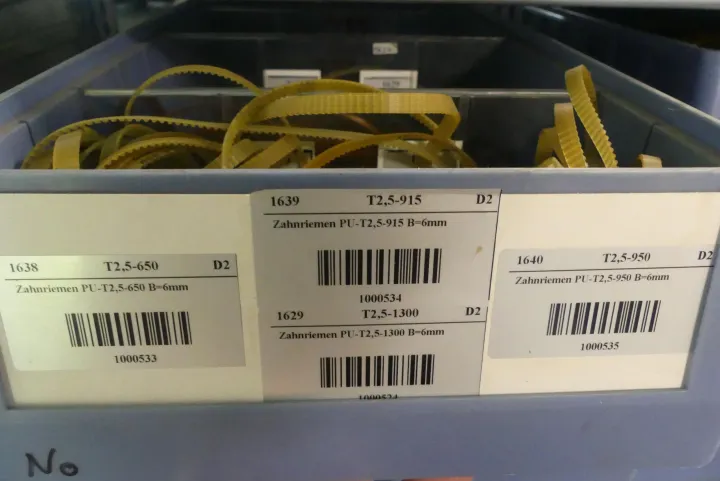 1638 T2,5-650 D2
Zahnriemen PU-T2,5-650 B=6mm
1000533
1639 T2,5-915 D2
Zahnriemen PU-T2,5-915 B=6mm
1000534
1629 T2,5-1300 D2
Zahnriemen PU-T2,5-1300 B=6mm
1000524
1640 T2,5-950 D2
Zahnriemen PU-T2,5-950 B=6mm
1000535
No